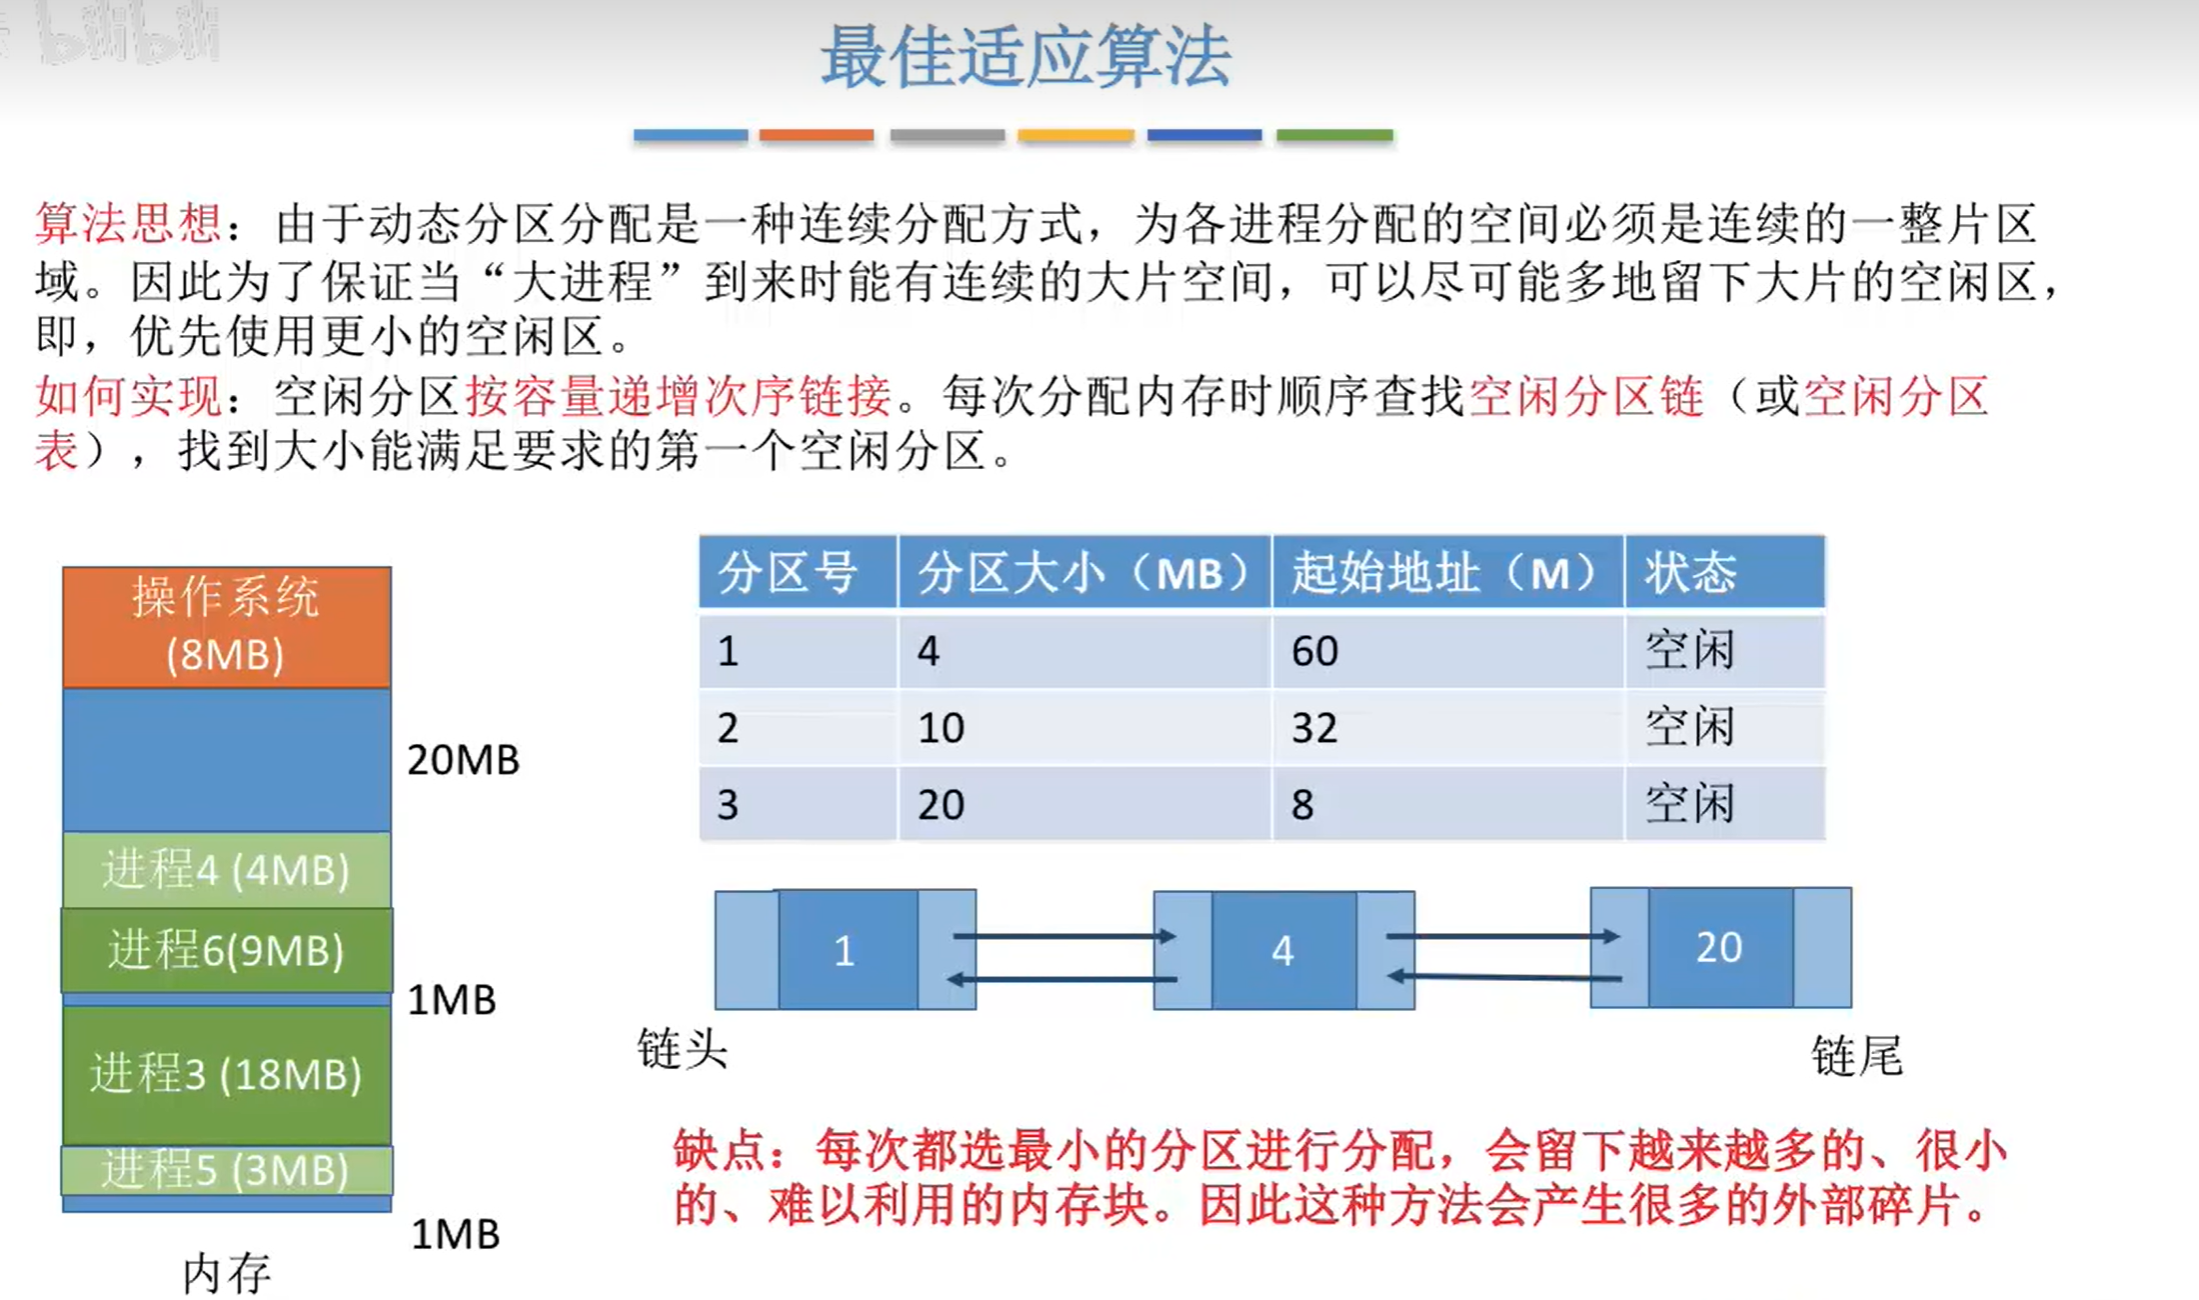 bilibili
最佳适应算法
算法思想：由于动态分区分配是一种连续分配方式，为各进程分配的空间必须是连续的一整片区
域。因此为了保证当“大进程”到来时能有连续的大片空间，可以尽可能多地留下大片的空闲区，
即，优先使用更小的空闲区。
如何实现：空闲分区按容量递增次序链接。每次分配内存时顺序查找空闲分区链（或空闲分区
表），找到大小能满足要求的第一个空闲分区。
操作系统
(8MB)
20MB
进程4 (4MB)
进程6(9MB)
1MB
进程3 (18MB)
进程5 (3MB)
1MB
内存
分区号 分区大小（MB） 起始地址（M） 状态
1 4 60 空闲
2 10 32 空闲
3 20 8 空闲
1 4 20
链头 链尾
缺点：每次都选最小的分区进行分配，会留下越来越多的、很小
的、难以利用的内存块。因此这种方法会产生很多的外部碎片。